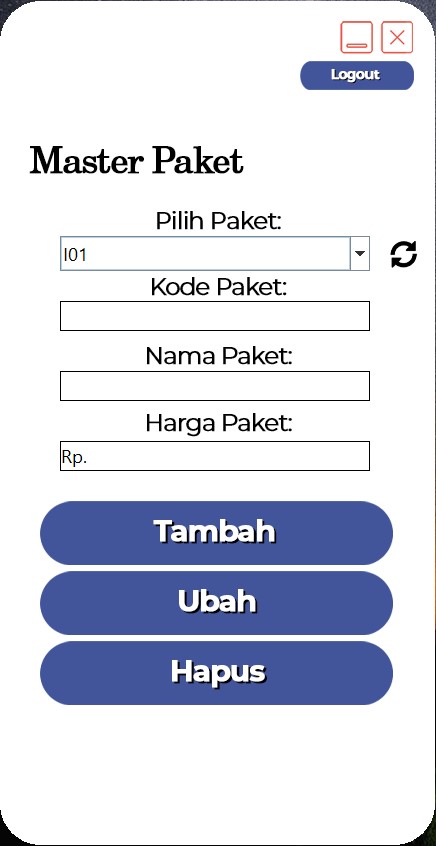 Logout
Master Paket
Pilih Paket:
I01
Kode Paket:
Nama Paket:
Harga Paket:
Rp.
Tambah
Ubah
Hapus